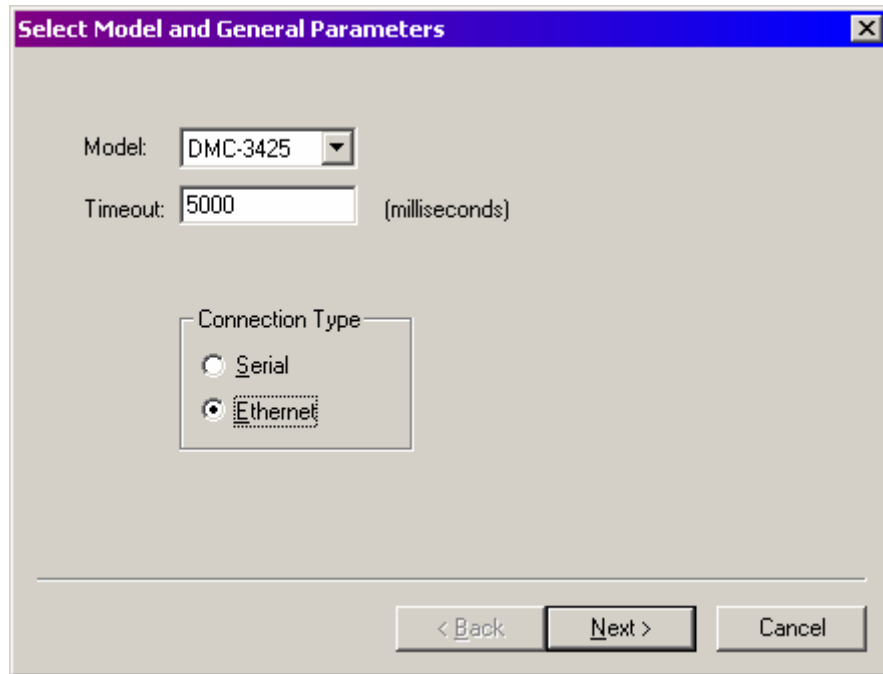 Select Model and General Parameters
Model: DMC-3425
Timeout: 5000 (milliseconds)
Connection Type
Serial
Ethernet
< Back Next > Cancel